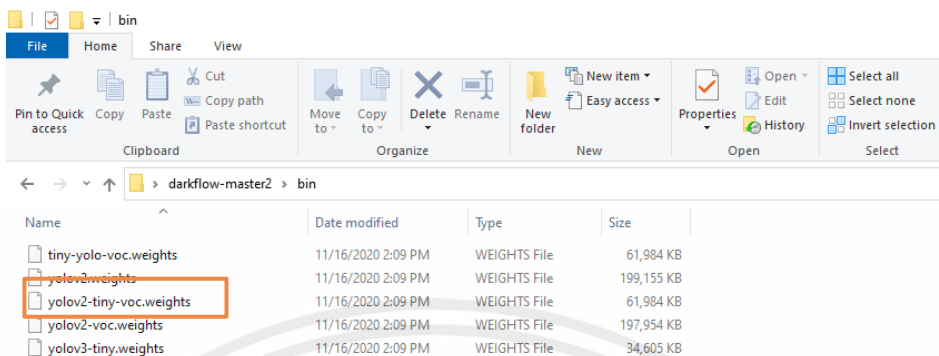 bin
File Home Share View
Pin to Quick access
Copy
Paste
Cut
Copy path
Paste shortcut
Clipboard
Move to
Copy to
Delete
Rename
Organize
New folder
New item
Easy access
New
Properties
Open
Edit
History
Open
Select all
Select none
Invert selection
Select
darkflow-master2 > bin
Name Date modified Type Size
tiny-yolo-voc.weights 11/16/2020 2:09 PM WEIGHTS File 61,984 KB
yolov2.weights 11/16/2020 2:09 PM WEIGHTS File 199,155 KB
yolov2-tiny-voc.weights 11/16/2020 2:09 PM WEIGHTS File 61,984 KB
yolov2-voc.weights 11/16/2020 2:09 PM WEIGHTS File 197,954 KB
yolov3-tiny.weights 11/16/2020 2:09 PM WEIGHTS File 34,605 KB